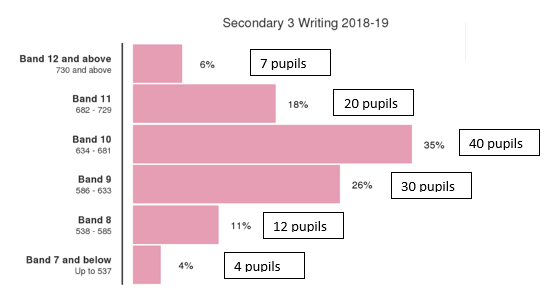 Secondary 3 Writing 2018-19
Band 12 and above
730 and above
6%
7 pupils
Band 11
682 - 729
18%
20 pupils
Band 10
634 - 681
35%
40 pupils
Band 9
586 - 633
26%
30 pupils
Band 8
538 - 585
11%
12 pupils
Band 7 and below
Up to 537
4%
4 pupils